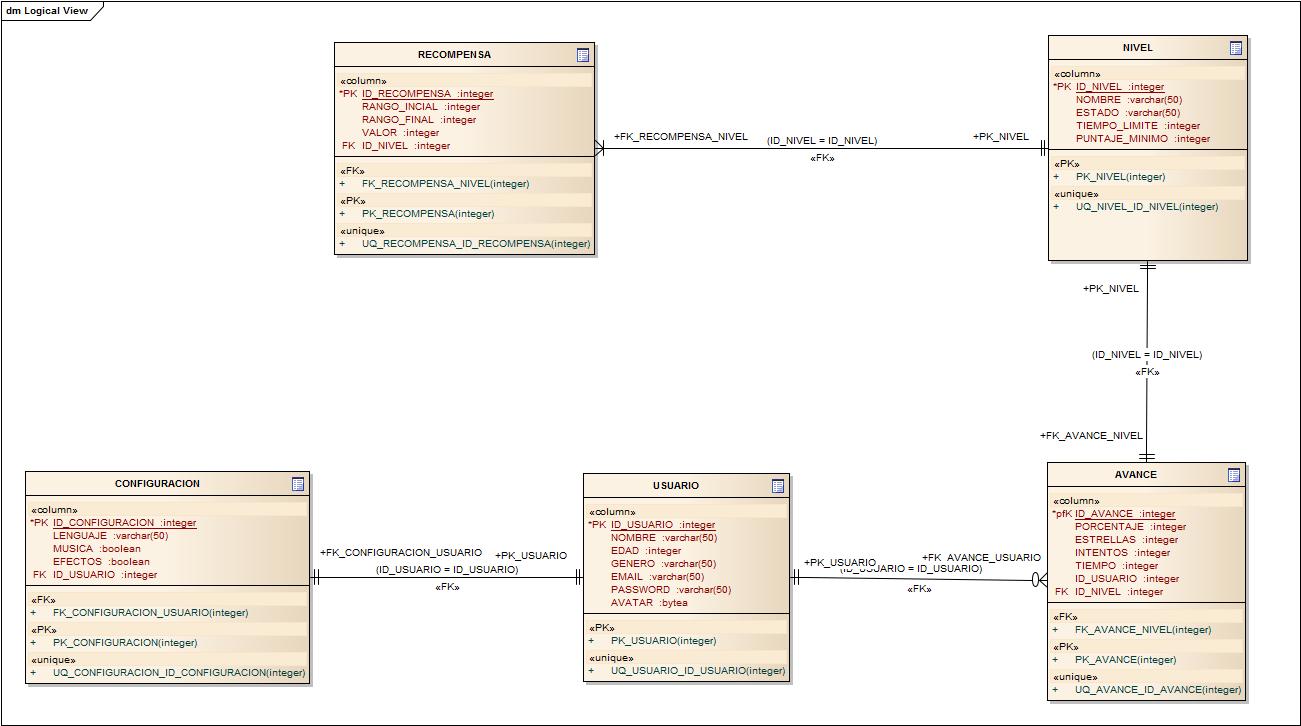 dm Logical View
RECOMPENSA
«column»
*PK ID_RECOMPENSA :integer
RANGO_INCIAL :integer
RANGO_FINAL :integer
VALOR :integer
FK ID_NIVEL :integer
«FK»
+ FK_RECOMPENSA_NIVEL(integer)
«PK»
+ PK_RECOMPENSA(integer)
«unique»
+ UQ_RECOMPENSA_ID_RECOMPENSA(integer)
+FK_RECOMPENSA_NIVEL
(ID_NIVEL = ID_NIVEL)
«FK»
+PK_NIVEL
NIVEL
«column»
*PK ID_NIVEL :integer
NOMBRE :varchar(50)
ESTADO :varchar(50)
TIEMPO_LIMITE :integer
PUNTAJE_MINIMO :integer
«PK»
+ PK_NIVEL(integer)
«unique»
+ UQ_NIVEL_ID_NIVEL(integer)
+PK_NIVEL
(ID_NIVEL = ID_NIVEL)
«FK»
+FK_AVANCE_NIVEL
CONFIGURACION
«column»
*PK ID_CONFIGURACION :integer
LENGUAJE :varchar(50)
MUSICA :boolean
EFECTOS :boolean
FK ID_USUARIO :integer
«FK»
+ FK_CONFIGURACION_USUARIO(integer)
«PK»
+ PK_CONFIGURACION(integer)
«unique»
+ UQ_CONFIGURACION_ID_CONFIGURACION(integer)
+FK_CONFIGURACION_USUARIO
+PK_USUARIO
(ID_USUARIO = ID_USUARIO)
«FK»
USUARIO
«column»
*PK ID_USUARIO :integer
NOMBRE :varchar(50)
EDAD :integer
GENERO :varchar(50)
EMAIL :varchar(50)
PASSWORD :varchar(50)
AVATAR :bytea
«PK»
+ PK_USUARIO(integer)
«unique»
+ UQ_USUARIO_ID_USUARIO(integer)
+PK_USUARIO
+FK_AVANCE_USUARIO
(ID_USUARIO = ID_USUARIO)
«FK»
AVANCE
«column»
*pfK ID_AVANCE :integer
PORCENTAJE :integer
ESTRELLAS :integer
INTENTOS :integer
TIEMPO :integer
ID_USUARIO :integer
FK ID_NIVEL :integer
«FK»
+ FK_AVANCE_NIVEL(integer)
«PK»
+ PK_AVANCE(integer)
«unique»
+ UQ_AVANCE_ID_AVANCE(integer)